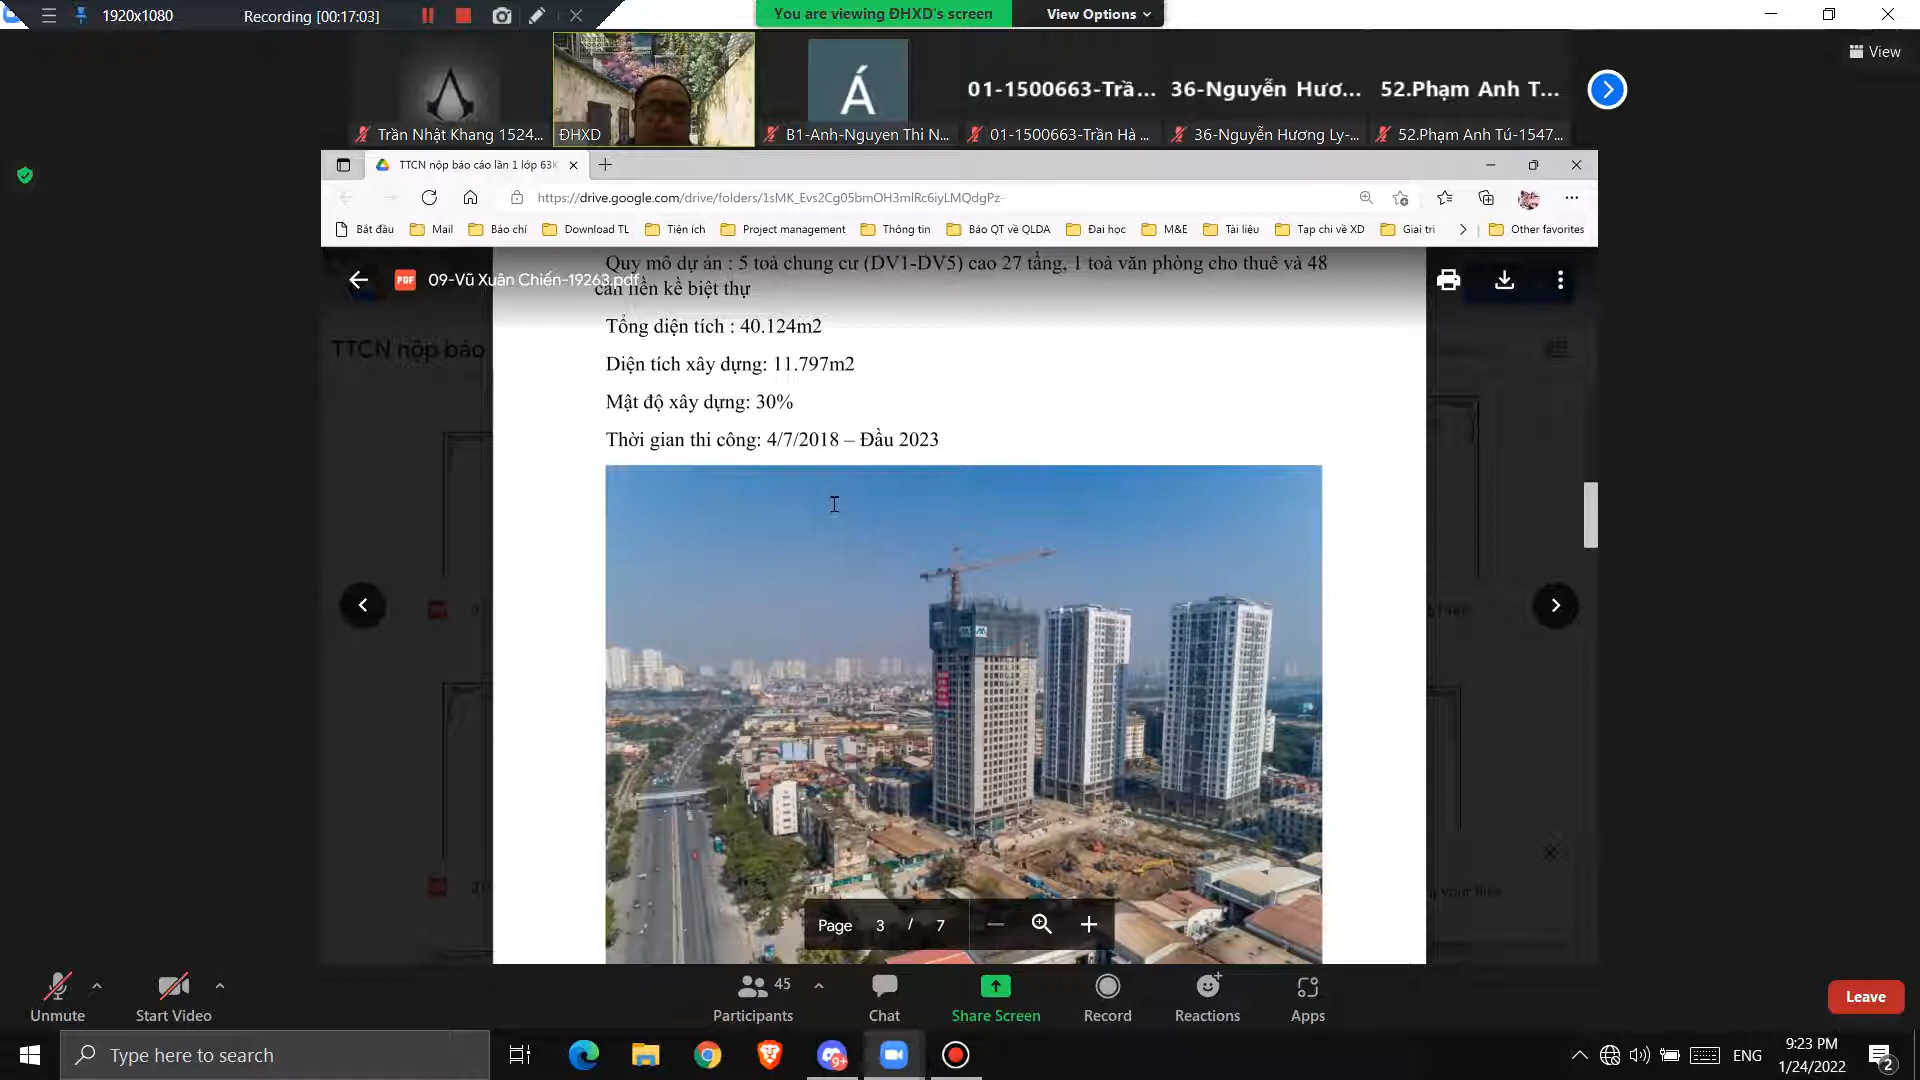 1920x1080
Recording [00:17:03]
You are viewing ĐHXD's screen
View Options
View
Á
01-1500663-Trầ...
36-Nguyễn Hươ...
52.Phạm Anh T...
Trần Nhật Khang 1524...
ĐHXD
B1-Anh-Nguyen Thi N...
01-1500663-Trần Hà ...
36-Nguyễn Hương Ly-...
52.Phạm Anh Tú-1547...
TTCN nộp báo cáo lần 1 lớp 63K
https://drive.google.com/drive/folders/1sMK_Evs2Cg05bmOH3mlRc6iyLMQdgPz-
Bắt đầu
Mail
Báo chí
Download TL
Tiện ích
Project management
Thông tin
Báo QT về QLDA
Đai học
M&E
Tài liệu
Tạp chi về XD
Giai tri
Other favorites
Quy mô dự án : 5 toà chung cư (DV1-DV5) cao 27 tầng, 1 toà văn phòng cho thuê và 48
căn liền kề biệt thự
PDF
09-Vũ Xuân Chiến-19263.pdf
Tổng diện tích : 40.124m2
TTCN nộp báo
Diện tích xây dựng: 11.797m2
Mật độ xây dựng: 30%
Thời gian thi công: 4/7/2018 – Đầu 2023
Page 3 / 7
Unmute
Start Video
45
Participants
Chat
Share Screen
Record
Reactions
Apps
Leave
Type here to search
9+
ENG
9:23 PM
1/24/2022
2